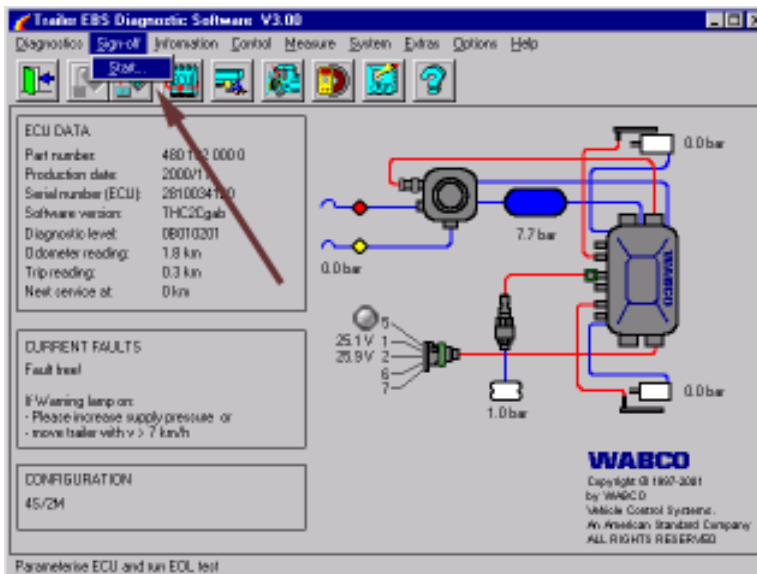 Trailer EBS Diagnostic Software V3.00
Diagnostics Sign-off Information Control Measure System Extras Options Help
Start...
ECU DATA
Part number:
Production date:
Serial number (ECU):
Software version: THC2Cgab
Diagnostic level: 0B010201
Odometer reading: 1.8 km
Trip reading: 0.3 km
Next service at: 0 km
CURRENT FAULTS
Fault free!
If Warning lamp on:
- Please increase supply pressure or
- move trailer with v > 7 km/h
CONFIGURATION
4S/2M
0.0 bar
7.7 bar
0.0 bar
WABCO
5
25.1 V 1
25.9 V 2
6
7
1.0 bar
0.0 bar
WABCO
Copyright © 1997-2001
by WABCO
Vehicle Control Systems.
An American Standard Company
ALL RIGHTS RESERVED
Parameterise ECU and run EOL test